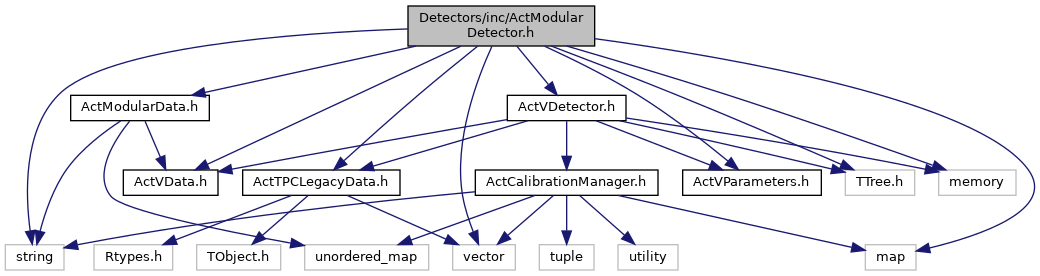 Detectors/inc/ActModular
Detector.h
ActModularData.h
ActVDetector.h
ActVData.h
ActTPCLegacyData.h
ActCalibrationManager.h
ActVParameters.h
TTree.h
memory
string
Rtypes.h
TObject.h
unordered_map
vector
tuple
utility
map